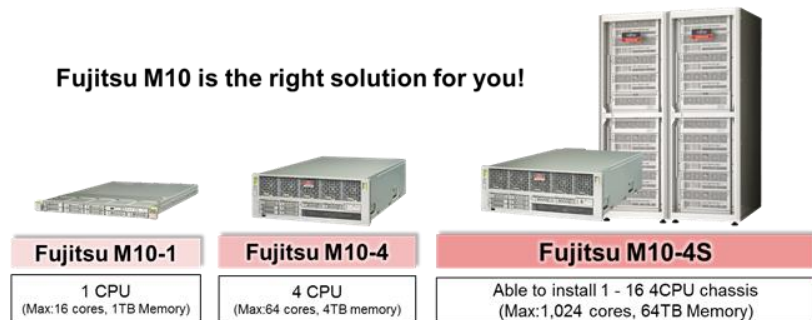 Fujitsu M10 is the right solution for you!
Fujitsu M10-1
1 CPU
(Max:16 cores, 1TB Memory)
Fujitsu M10-4
4 CPU
(Max:64 cores, 4TB memory)
Fujitsu M10-4S
Able to install 1 - 16 4CPU chassis
(Max:1,024 cores, 64TB Memory)